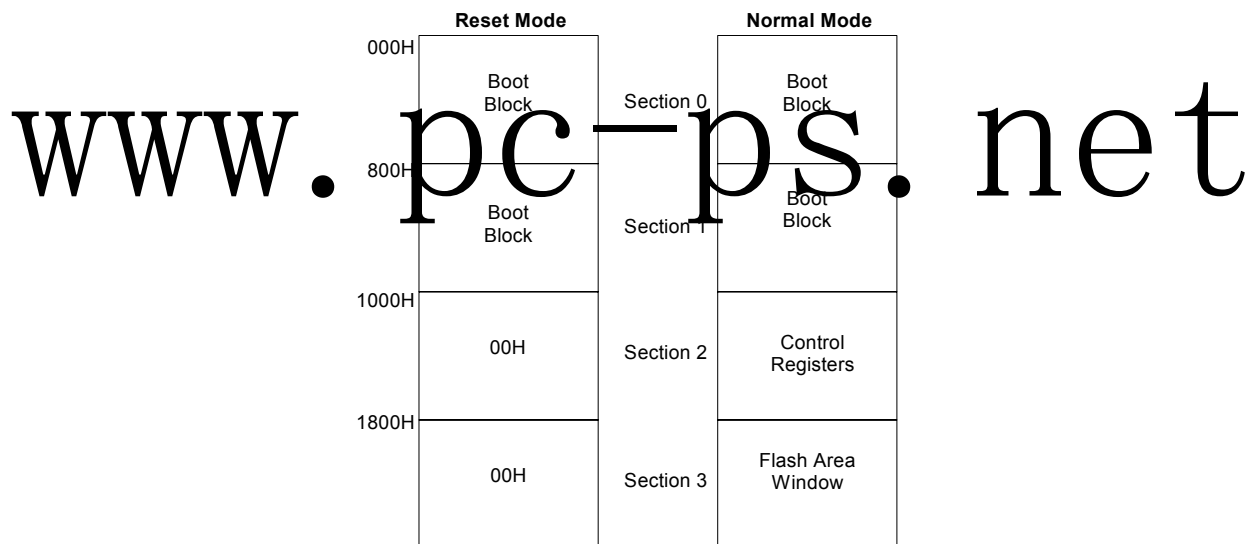 Reset Mode
Normal Mode
000H
Boot
Block
Section 0
Boot
Block
www.pc-ps.net
800H
Boot
Block
Section 1
Boot
Block
1000H
00H
Section 2
Control
Registers
1800H
00H
Section 3
Flash Area
Window